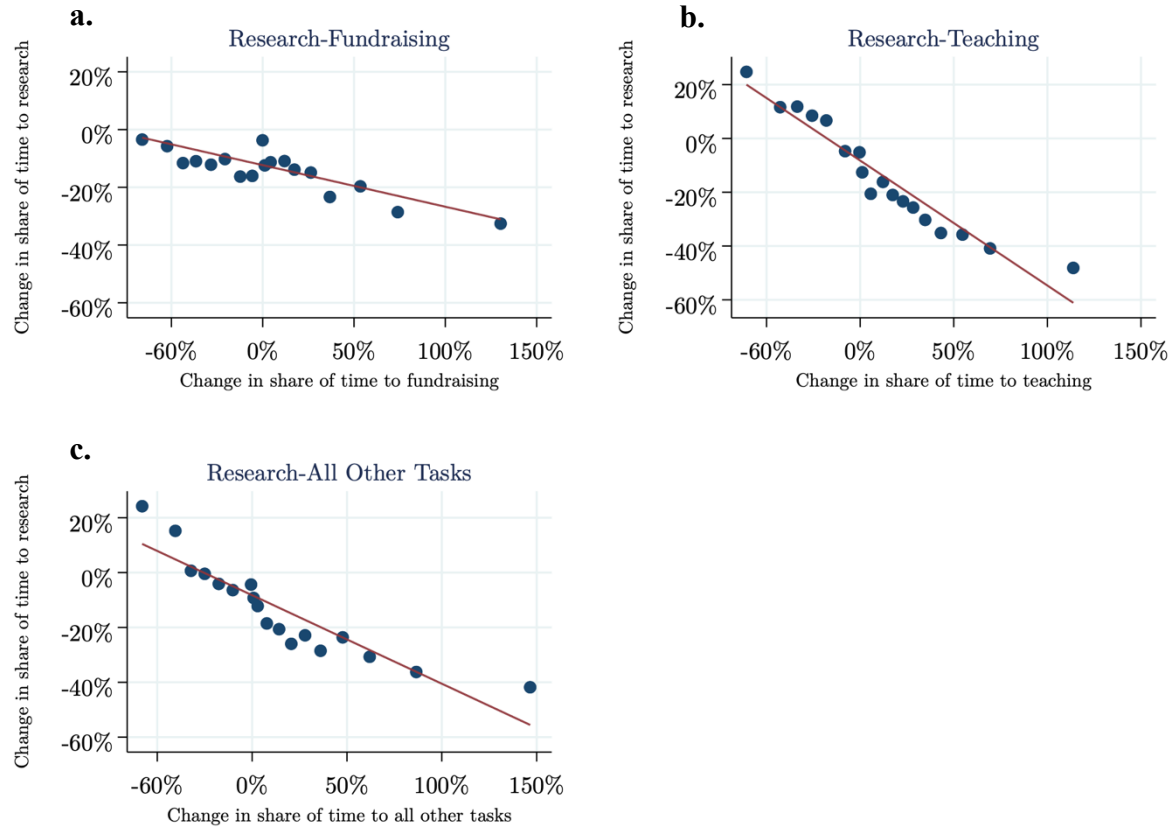 a.
Research-Fundraising
Change in share of time to research
20%
0%
-20%
-40%
-60%
-60% 0% 50% 100% 150%
Change in share of time to fundraising
b.
Research-Teaching
Change in share of time to research
20%
0%
-20%
-40%
-60%
-60% 0% 50% 100% 150%
Change in share of time to teaching
c.
Research-All Other Tasks
Change in share of time to research
20%
0%
-20%
-40%
-60%
-60% 0% 50% 100% 150%
Change in share of time to all other tasks